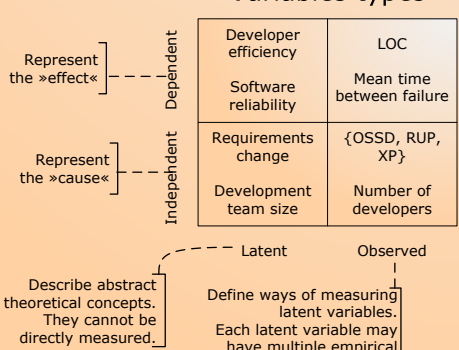 Variables types
Represent
the »effect«
Dependent
Developer
efficiency
Software
reliability
LOC
Mean time
between failure
Represent
the »cause«
Independent
Requirements
change
Development
team size
{OSSD, RUP,
XP}
Number of
developers
Latent
Observed
Describe abstract
theoretical concepts.
They cannot be
directly measured.
Define ways of measuring
latent variables.
Each latent variable may
have multiple empirical